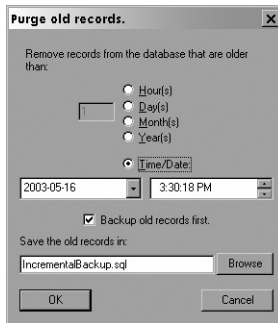 Purge old records.
Remove records from the database that are older
than:
1
Hour(s)
Day(s)
Month(s)
Year(s)
Time/Date:
2003-05-16
3:30:18 PM
Backup old records first.
Save the old records in:
IncrementalBackup.sql
Browse
OK
Cancel